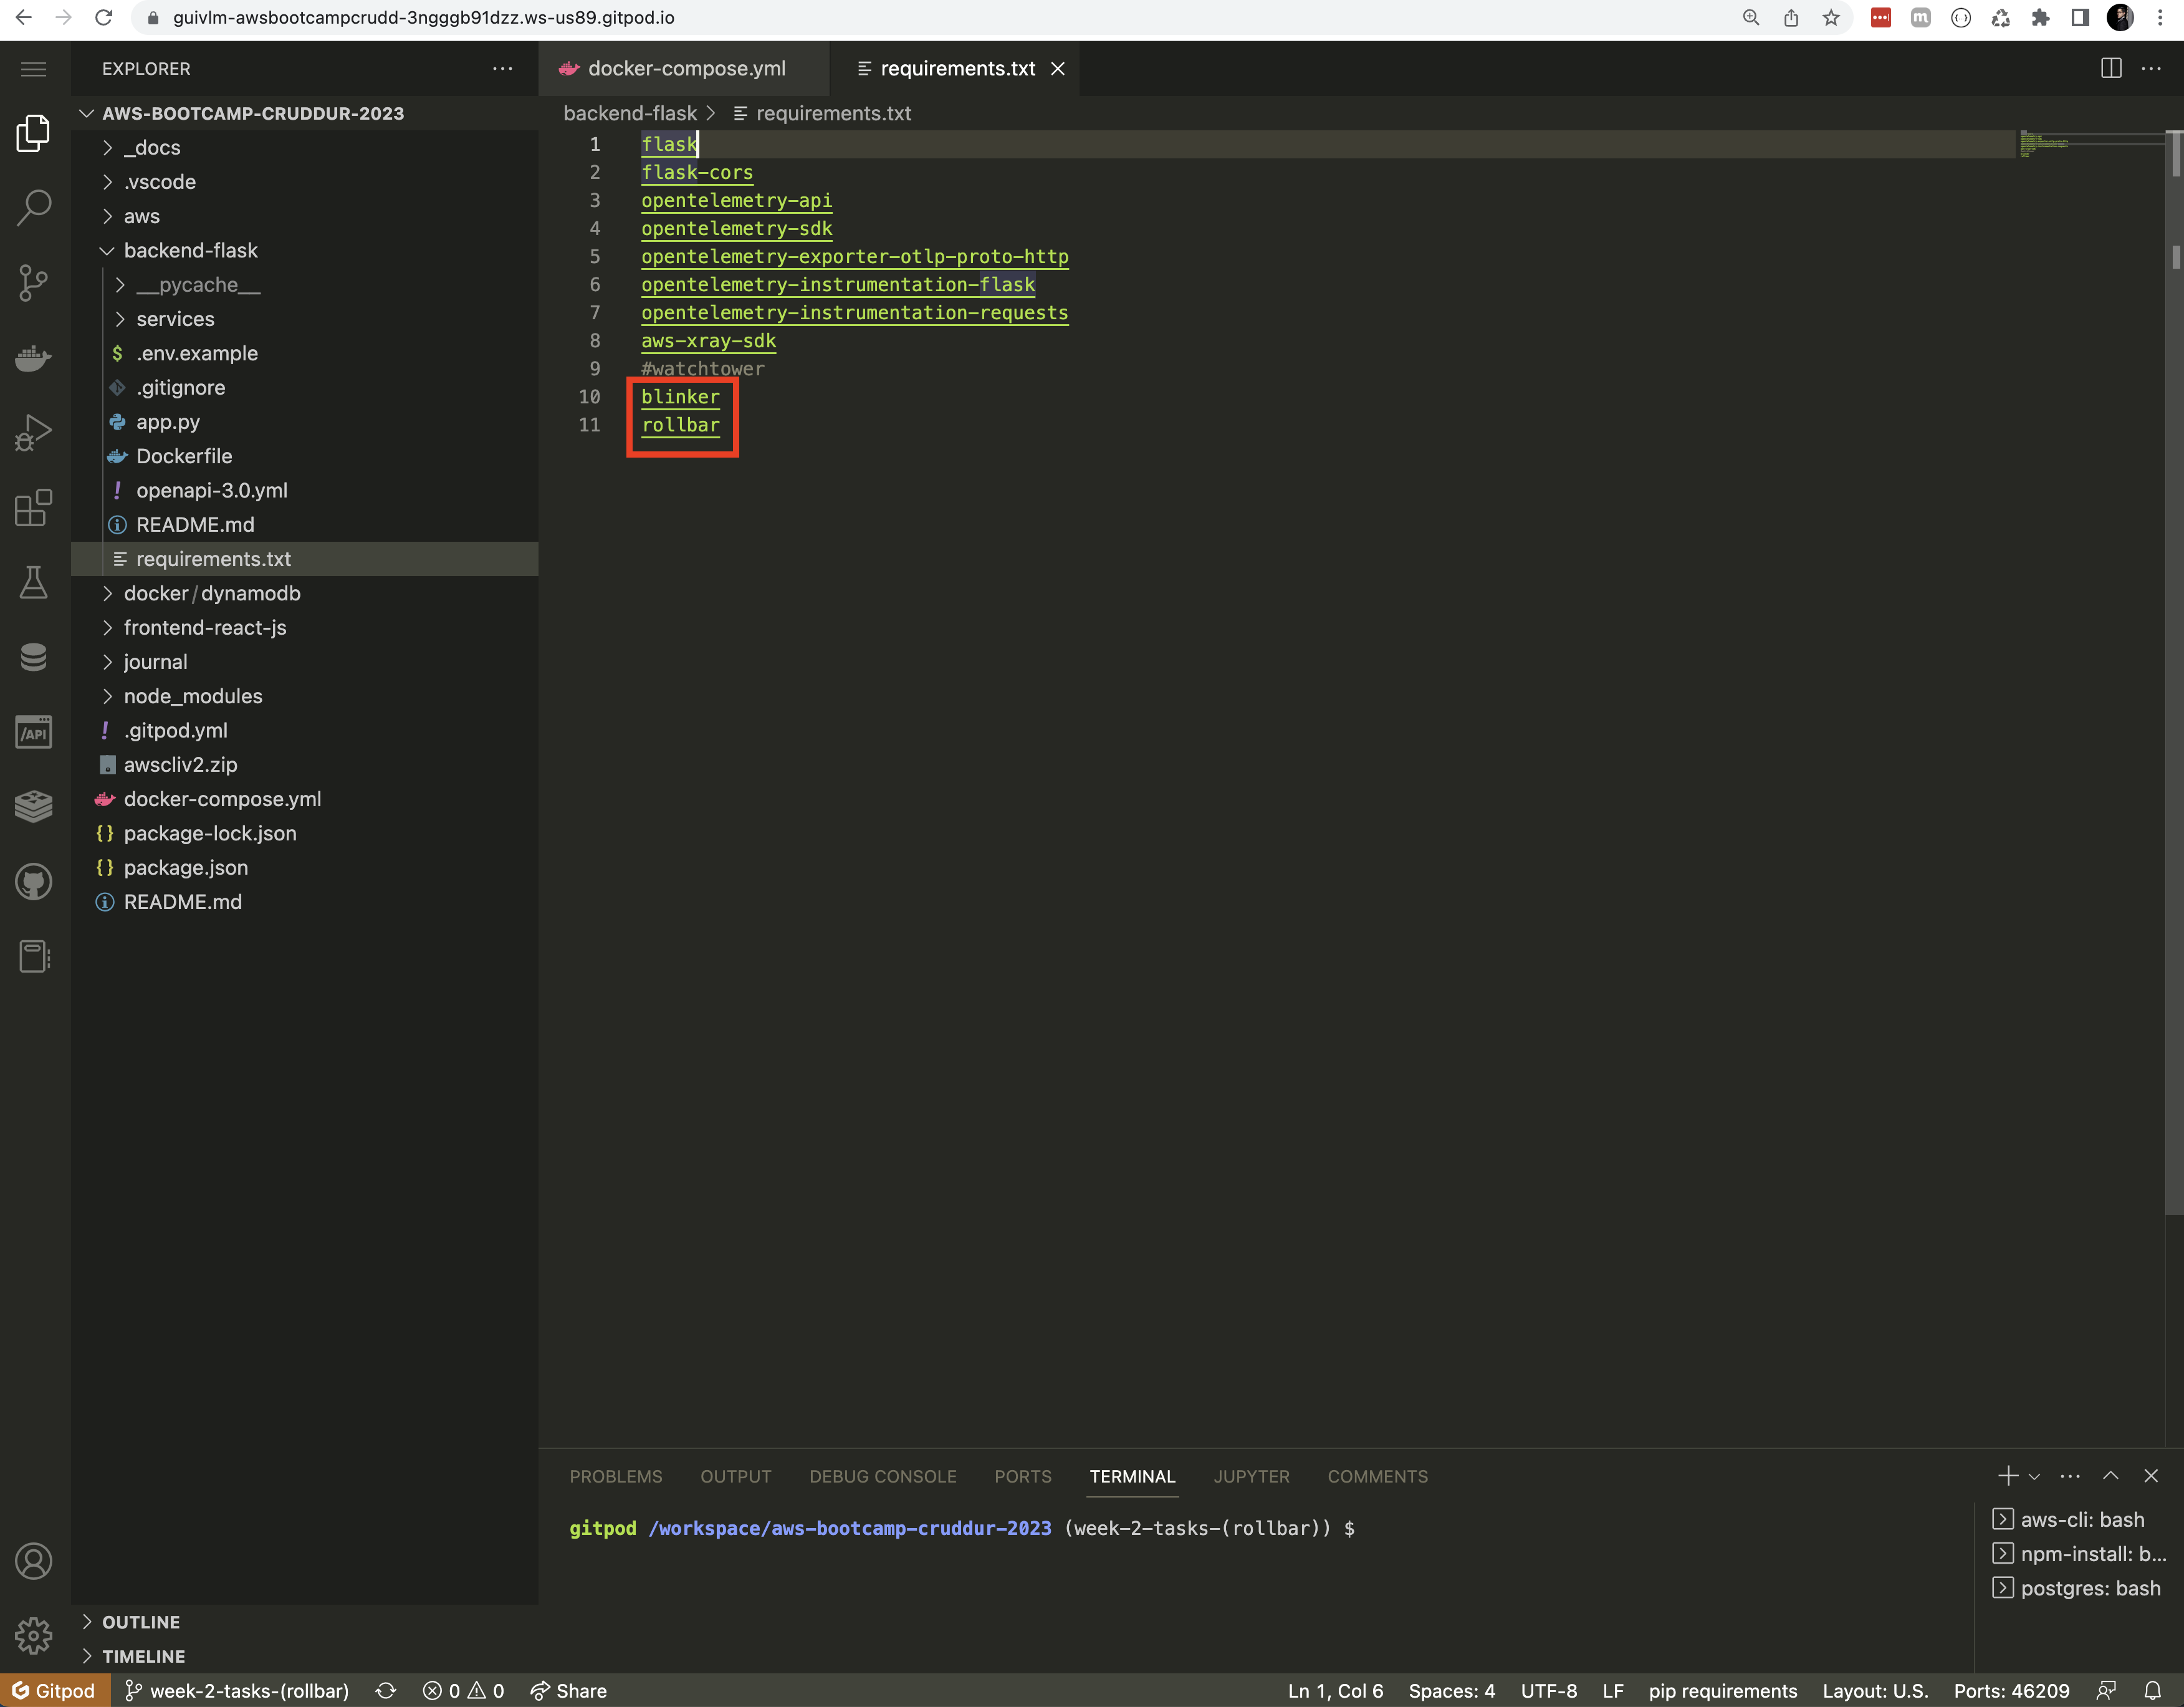 guivlm-awsbootcampcrudd-3ngggb91dzz.ws-us89.gitpod.io
EXPLORER
docker-compose.yml
requirements.txt
AWS-BOOTCAMP-CRUDDUR-2023
_docs
.vscode
aws
backend-flask
__pycache__
services
.env.example
.gitignore
app.py
Dockerfile
openapi-3.0.yml
README.md
requirements.txt
docker/dynamodb
frontend-react-js
journal
node_modules
.gitpod.yml
awscliv2.zip
docker-compose.yml
package-lock.json
package.json
README.md
OUTLINE
TIMELINE
backend-flask > requirements.txt
1 flask
2 flask-cors
3 opentelemetry-api
4 opentelemetry-sdk
5 opentelemetry-exporter-otlp-proto-http
6 opentelemetry-instrumentation-flask
7 opentelemetry-instrumentation-requests
8 aws-xray-sdk
9 #watchtower
10 blinker
11 rollbar
PROBLEMS OUTPUT DEBUG CONSOLE PORTS TERMINAL JUPYTER COMMENTS
gitpod /workspace/aws-bootcamp-cruddur-2023 (week-2-tasks-(rollbar)) $
aws-cli: bash
npm-install: b...
postgres: bash
/API
Gitpod week-2-tasks-(rollbar) 0 0 Share Ln 1, Col 6 Spaces: 4 UTF-8 LF pip requirements Layout: U.S. Ports: 46209